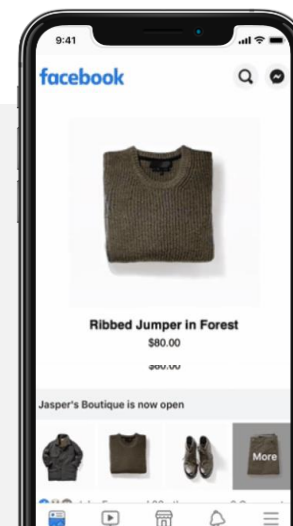 9:41
facebook
Ribbed Jumper in Forest
$80.00
Jasper's Boutique is now open
More